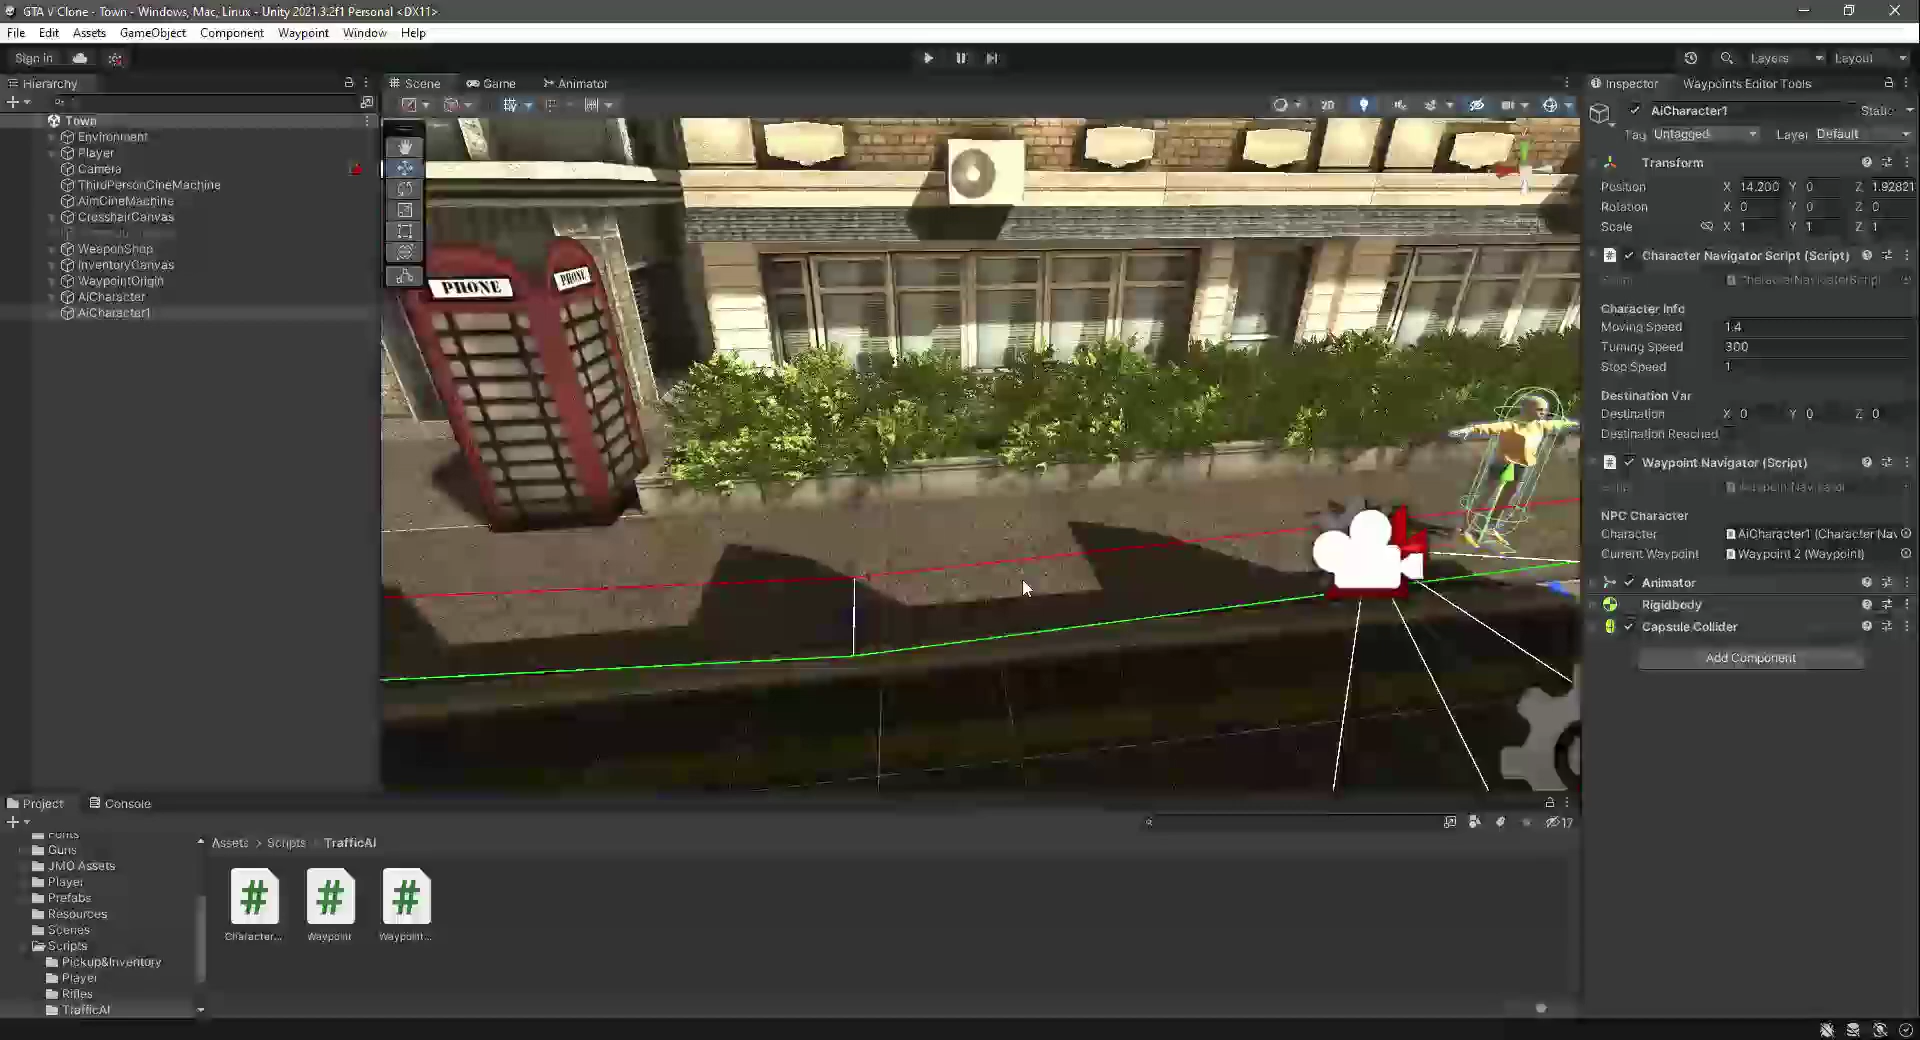 GTA V Clone - Town - Windows, Mac, Linux - Unity 2021.3.2f1 Personal <DX11>
File Edit Assets GameObject Component Waypoint Window Help
Sign in
Layers Layout
Hierarchy
Scene Game Animator
Inspector Waypoints Editor Tools
2D
Town
Environment
Player
Camera
ThirdPersonCineMachine
AimCineMachine
CrosshairCanvas
WeaponShop
InventoryCanvas
WaypointOrigin
AiCharacter
AiCharacter1
PHONE
PHONE
AiCharacter1 Static
Tag Untagged Layer Default
Transform
Position X 14.200 Y 0 Z 1.92821
Rotation X 0 Y 0 Z 0
Scale X 1 Y 1 Z 1
Character Navigator Script (Script)
CharacterNavigatorScript
Character Info
Moving Speed 1.4
Turning Speed 300
Stop Speed 1
Destination Var
Destination X 0 Y 0 Z 0
Destination Reached
Waypoint Navigator (Script)
NPC Character
Character AiCharacter1 (Character Nav
Current Waypoint Waypoint 2 (Waypoint)
Animator
Rigidbody
Capsule Collider
Add Component
Project Console
17
Fonts
Guns
JMO Assets
Player
Prefabs
Resources
Scenes
Scripts
Pickup&Inventory
Player
Rifles
TrafficAI
Assets > Scripts > TrafficAI
Character... Waypoint Waypoint...